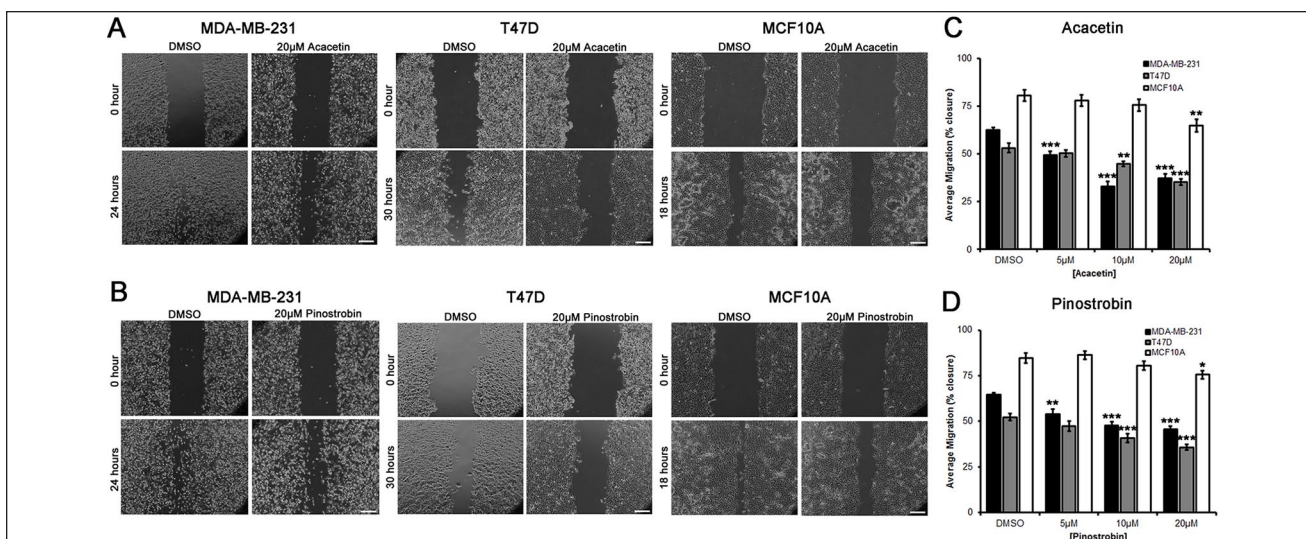 A
MDA-MB-231
T47D
MCF10A
DMSO
20µM Acacetin
DMSO
20µM Acacetin
DMSO
20µM Acacetin
0 hour
0 hour
0 hour
24 hours
30 hours
18 hours
B
MDA-MB-231
T47D
MCF10A
DMSO
20µM Pinostrobin
DMSO
20µM Pinostrobin
DMSO
20µM Pinostrobin
0 hour
0 hour
0 hour
24 hours
30 hours
18 hours
C
Acacetin
Average Migration (% closure)
100
75
50
25
0
MDA-MB-231
T47D
MCF10A
***
***
**
***
***
**
DMSO
5µM
10µM
20µM
[Acacetin]
D
Pinostrobin
Average Migration (% closure)
100
75
50
25
0
MDA-MB-231
T47D
MCF10A
**
***
***
***
***
*
DMSO
5µM
10µM
20µM
[Pinostrobin]